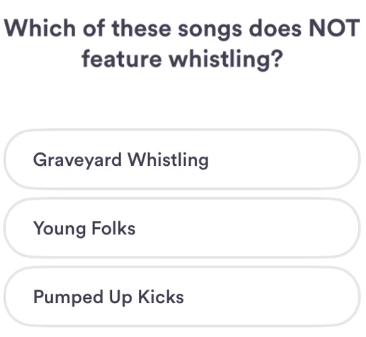 Which of these songs does NOT
feature whistling?
Graveyard Whistling
Young Folks
Pumped Up Kicks